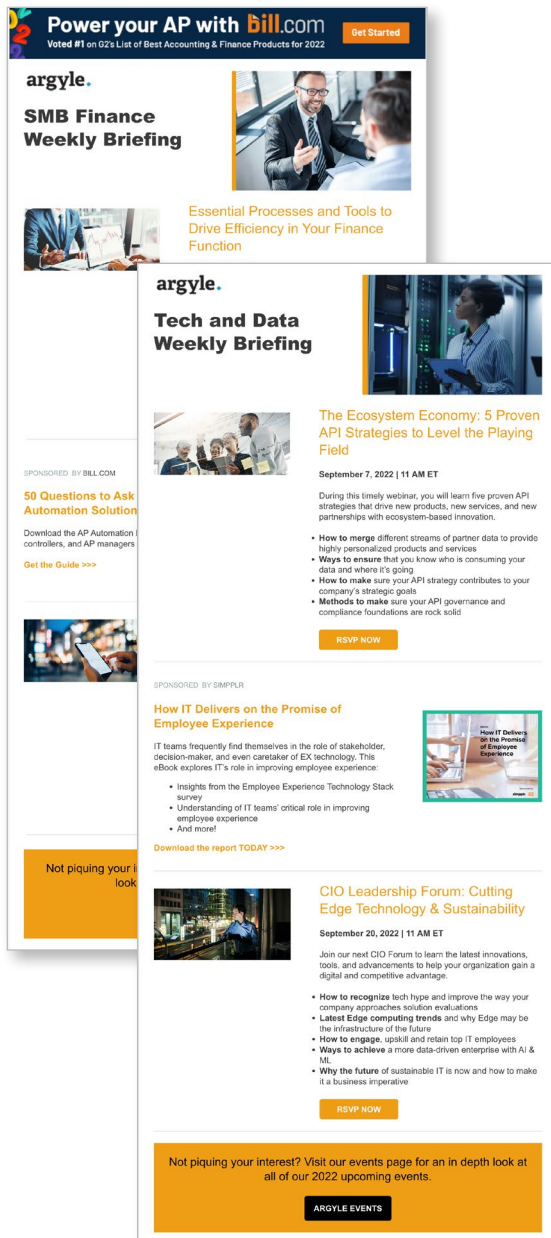 Power your AP with bill.com
Voted #1 on G2's List of Best Accounting & Finance Products for 2022
Get Started
argyle.
SMB Finance
Weekly Briefing
Essential Processes and Tools to
Drive Efficiency in Your Finance
Function
SPONSORED BY BILL.COM
50 Questions to Ask
Automation Solution
Download the AP Automation
controllers, and AP managers
Get the Guide >>>
Not piquing your
look
argyle.
Tech and Data
Weekly Briefing
The Ecosystem Economy: 5 Proven
API Strategies to Level the Playing
Field
September 7, 2022 | 11 AM ET
During this timely webinar, you will learn five proven API
strategies that drive new products, new services, and new
partnerships with ecosystem-based innovation.
• How to merge different streams of partner data to provide
highly personalized products and services
• Ways to ensure that you know who is consuming your
data and where it's going
• How to make sure your API strategy contributes to your
company's strategic goals
• Methods to make sure your API governance and
compliance foundations are rock solid
RSVP NOW
SPONSORED BY SIMPPLR
How IT Delivers on the Promise of
Employee Experience
IT teams frequently find themselves in the role of stakeholder,
decision-maker, and even caretaker of EX technology. This
eBook explores IT's role in improving employee experience:
• Insights from the Employee Experience Technology Stack
survey
• Understanding of IT teams' critical role in improving
employee experience
• And more!
Download the report TODAY >>>
How IT Delivers
on the Promise
of Employee
Experience
simpplr
CIO Leadership Forum: Cutting
Edge Technology & Sustainability
September 20, 2022 | 11 AM ET
Join our next CIO Forum to learn the latest innovations,
tools, and advancements to help your organization gain a
digital and competitive advantage.
• How to recognize tech hype and improve the way your
company approaches solution evaluations
• Latest Edge computing trends and why Edge may be
the infrastructure of the future
• How to engage, upskill and retain top IT employees
• Ways to achieve a more data-driven enterprise with AI &
ML
• Why the future of sustainable IT is now and how to make
it a business imperative
RSVP NOW
Not piquing your interest? Visit our events page for an in depth look at
all of our 2022 upcoming events.
ARGYLE EVENTS